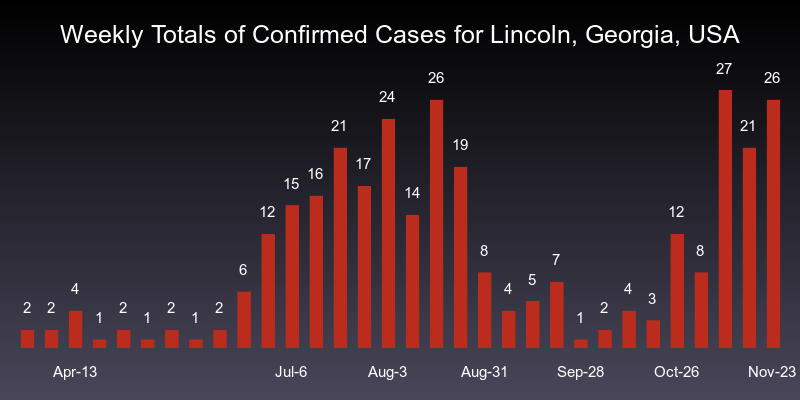 Weekly Totals of Confirmed Cases for Lincoln, Georgia, USA
2 2 4 1 2 1 2 1 2 6 12 15 16 21 17 24 14 26 19 8 4 5 7 1 2 4 3 12 8 27 21 26
Apr-13 Jul-6 Aug-3 Aug-31 Sep-28 Oct-26 Nov-23